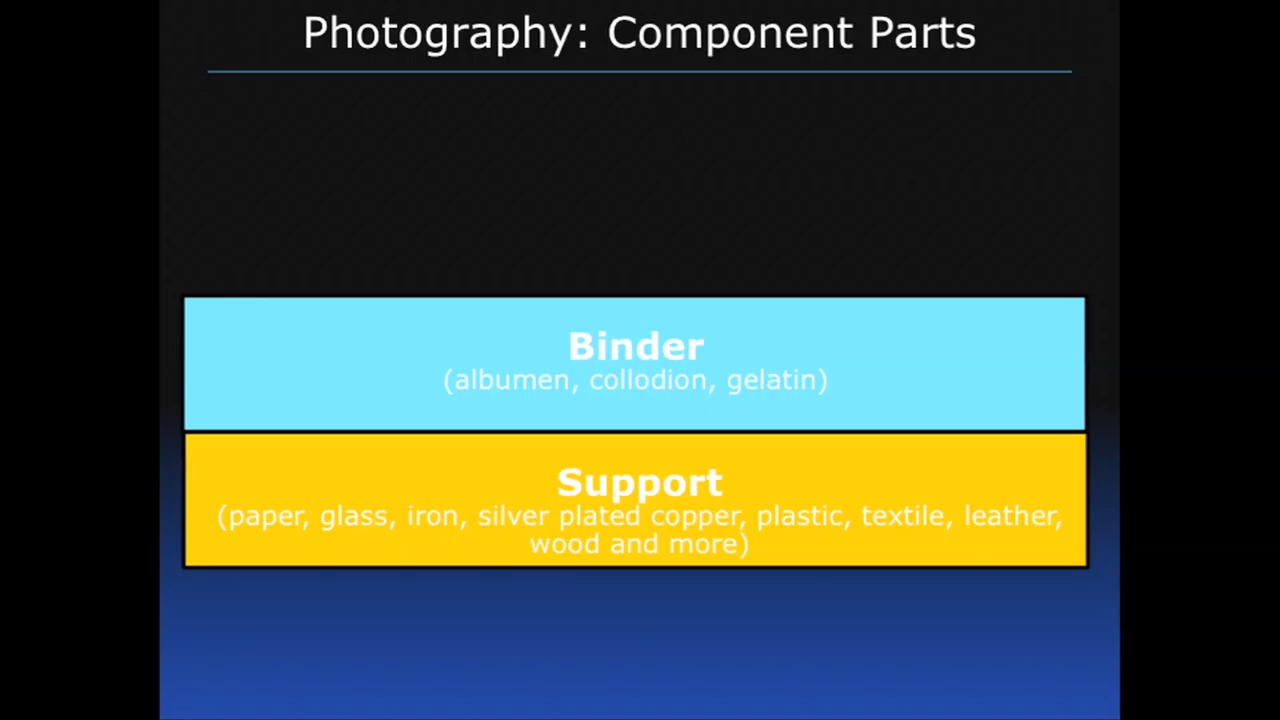 Photography: Component Parts
Binder
(albumen, collodion, gelatin)
Support
(paper, glass, iron, silver plated copper, plastic, textile, leather,
wood and more)